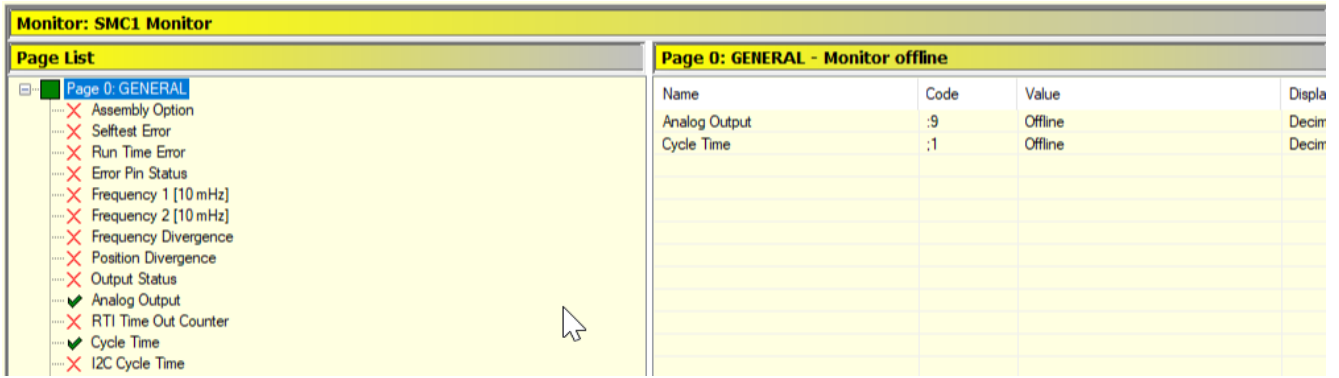 Monitor: SMC1 Monitor
Page List
Page 0: GENERAL
Assembly Option
Selftest Error
Run Time Error
Error Pin Status
Frequency 1 [10 mHz]
Frequency 2 [10 mHz]
Frequency Divergence
Position Divergence
Output Status
Analog Output
RTI Time Out Counter
Cycle Time
I2C Cycle Time
Page 0: GENERAL - Monitor offline
Name Code Value Displa
Analog Output :9 Offline Decim
Cycle Time ;1 Offline Decim